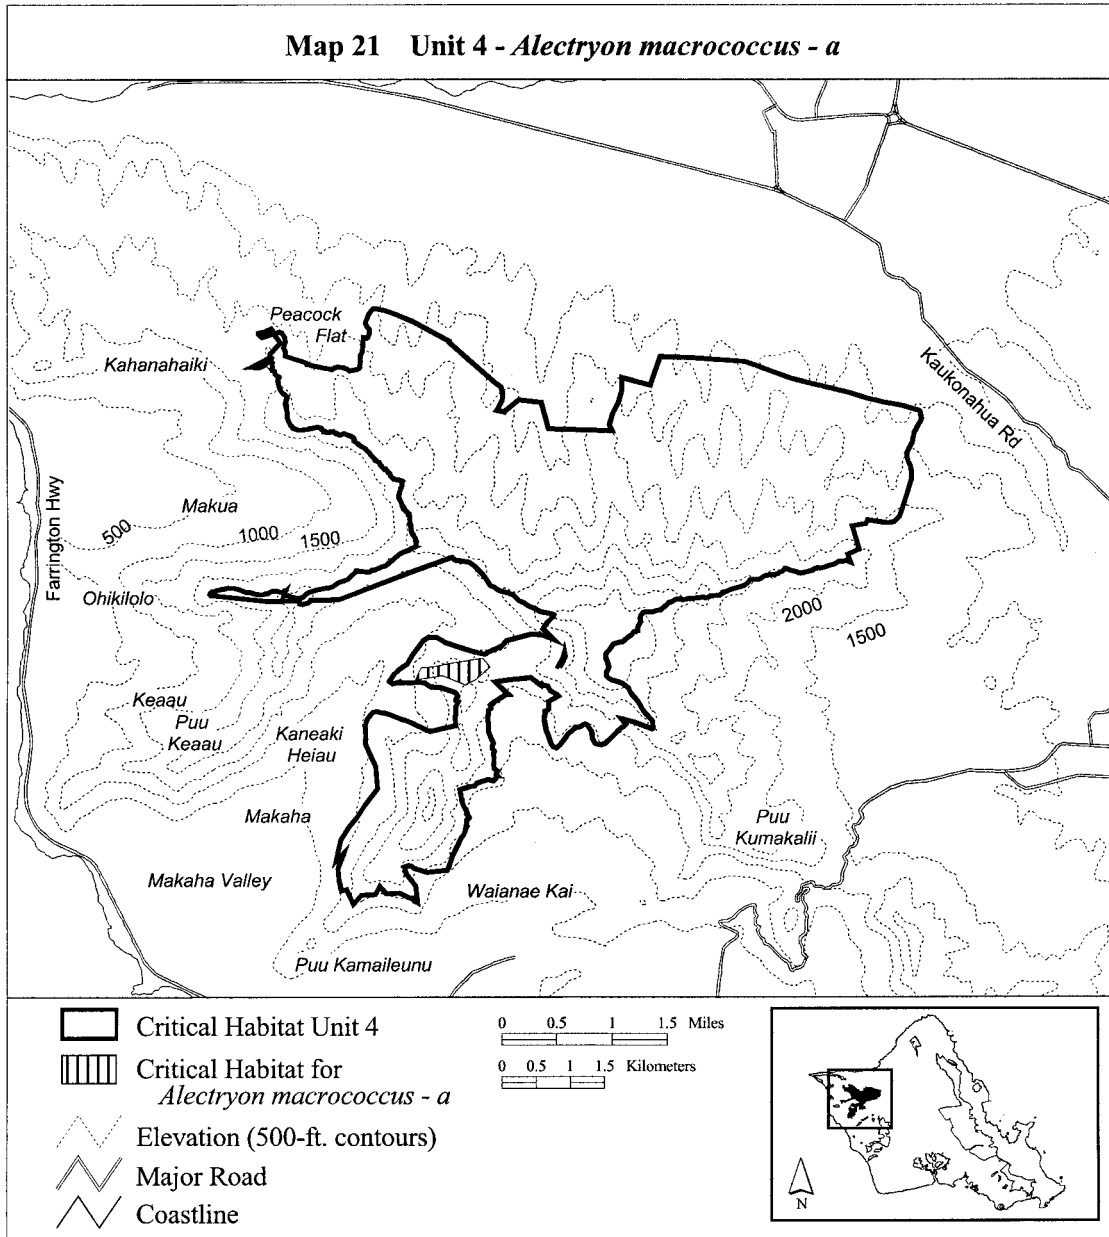 Map 21 Unit 4 - Alectryon macrococcus - a
Peacock
Flat
Kahanahaiki
Kaukonahua Rd
Farrington Hwy
Makua
500
1000
1500
Ohikilolo
2000
1500
Keaau
Puu
Keaau
Kaneaki
Heiau
Makaha
Puu
Kumakalii
Makaha Valley
Waianae Kai
Puu Kamaileunu
Critical Habitat Unit 4
Critical Habitat for
Alectryon macrococcus - a
Elevation (500-ft. contours)
Major Road
Coastline
0 0.5 1 1.5 Miles
0 0.5 1 1.5 Kilometers
N